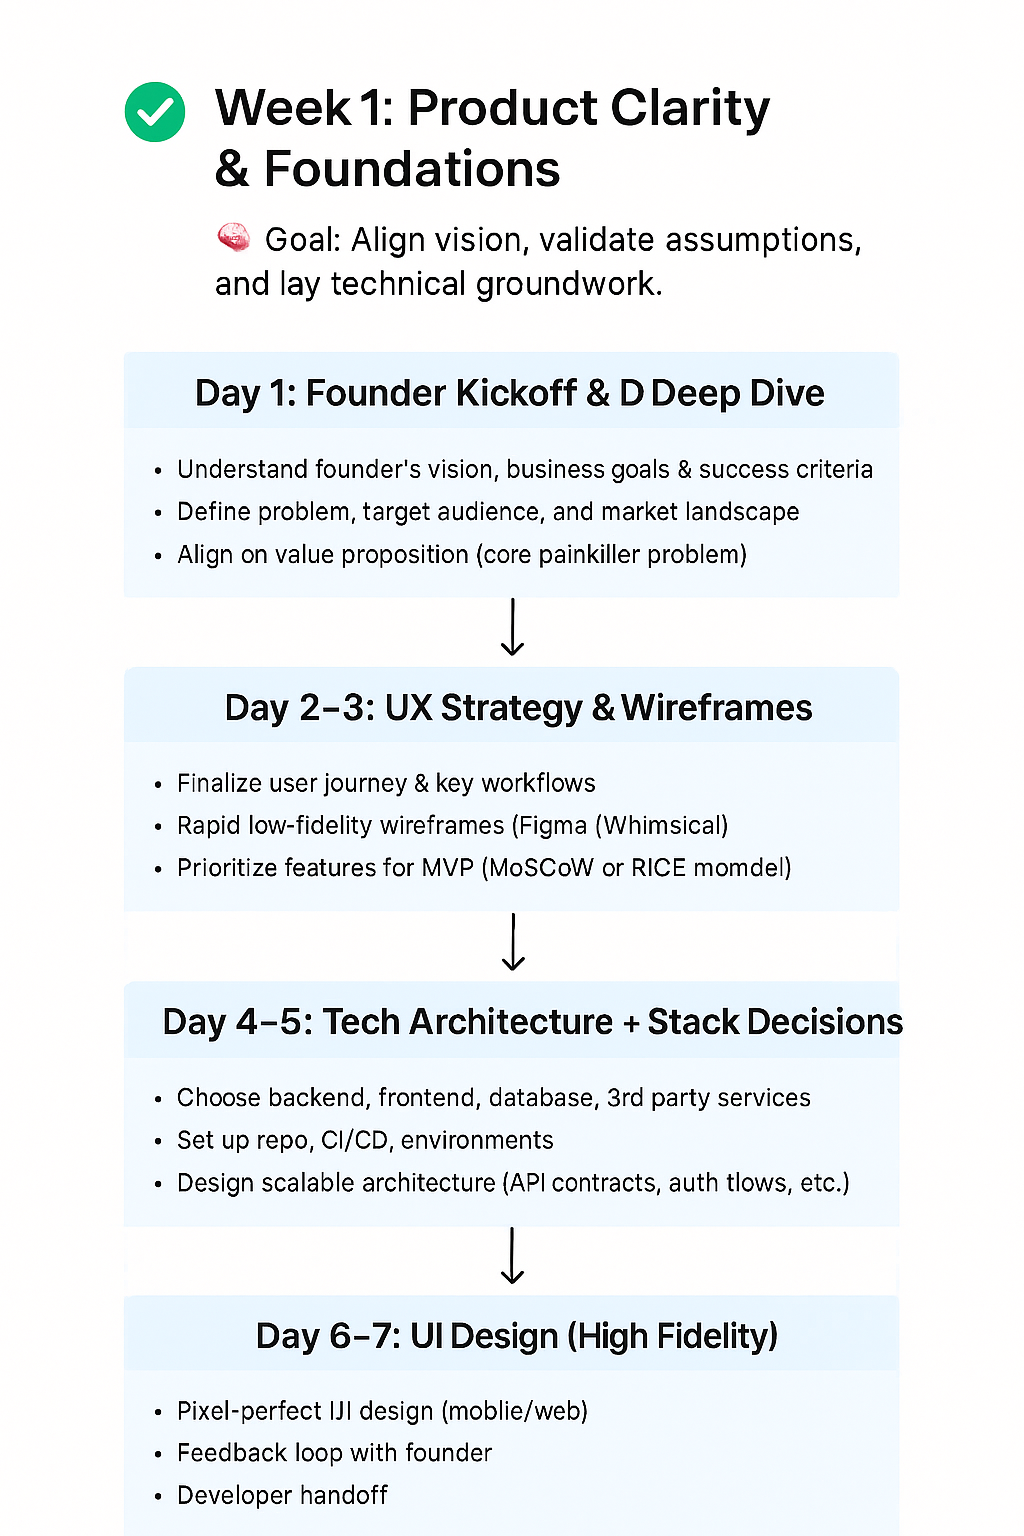 Week 1: Product Clarity
& Foundations
Goal: Align vision, validate assumptions,
and lay technical groundwork.
Day 1: Founder Kickoff & D Deep Dive
• Understand founder's vision, business goals & success criteria
• Define problem, target audience, and market landscape
• Align on value proposition (core painkiller problem)
Day 2–3: UX Strategy & Wireframes
• Finalize user journey & key workflows
• Rapid low-fidelity wireframes (Figma (Whimsical)
• Prioritize features for MVP (MoSCoW or RICE momdel)
Day 4–5: Tech Architecture + Stack Decisions
• Choose backend, frontend, database, 3rd party services
• Set up repo, CI/CD, environments
• Design scalable architecture (API contracts, auth tlows, etc.)
Day 6–7: UI Design (High Fidelity)
• Pixel-perfect IJI design (moblie/web)
• Feedback loop with founder
• Developer handoff